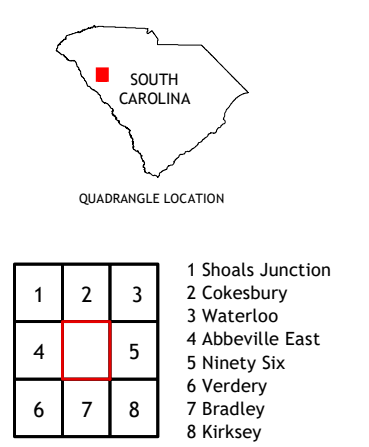 SOUTH
CAROLINA
QUADRANGLE LOCATION
1 2 3
4 5
6 7 8
1 Shoals Junction
2 Cokesbury
3 Waterloo
4 Abbeville East
5 Ninety Six
6 Verdery
7 Bradley
8 Kirksey